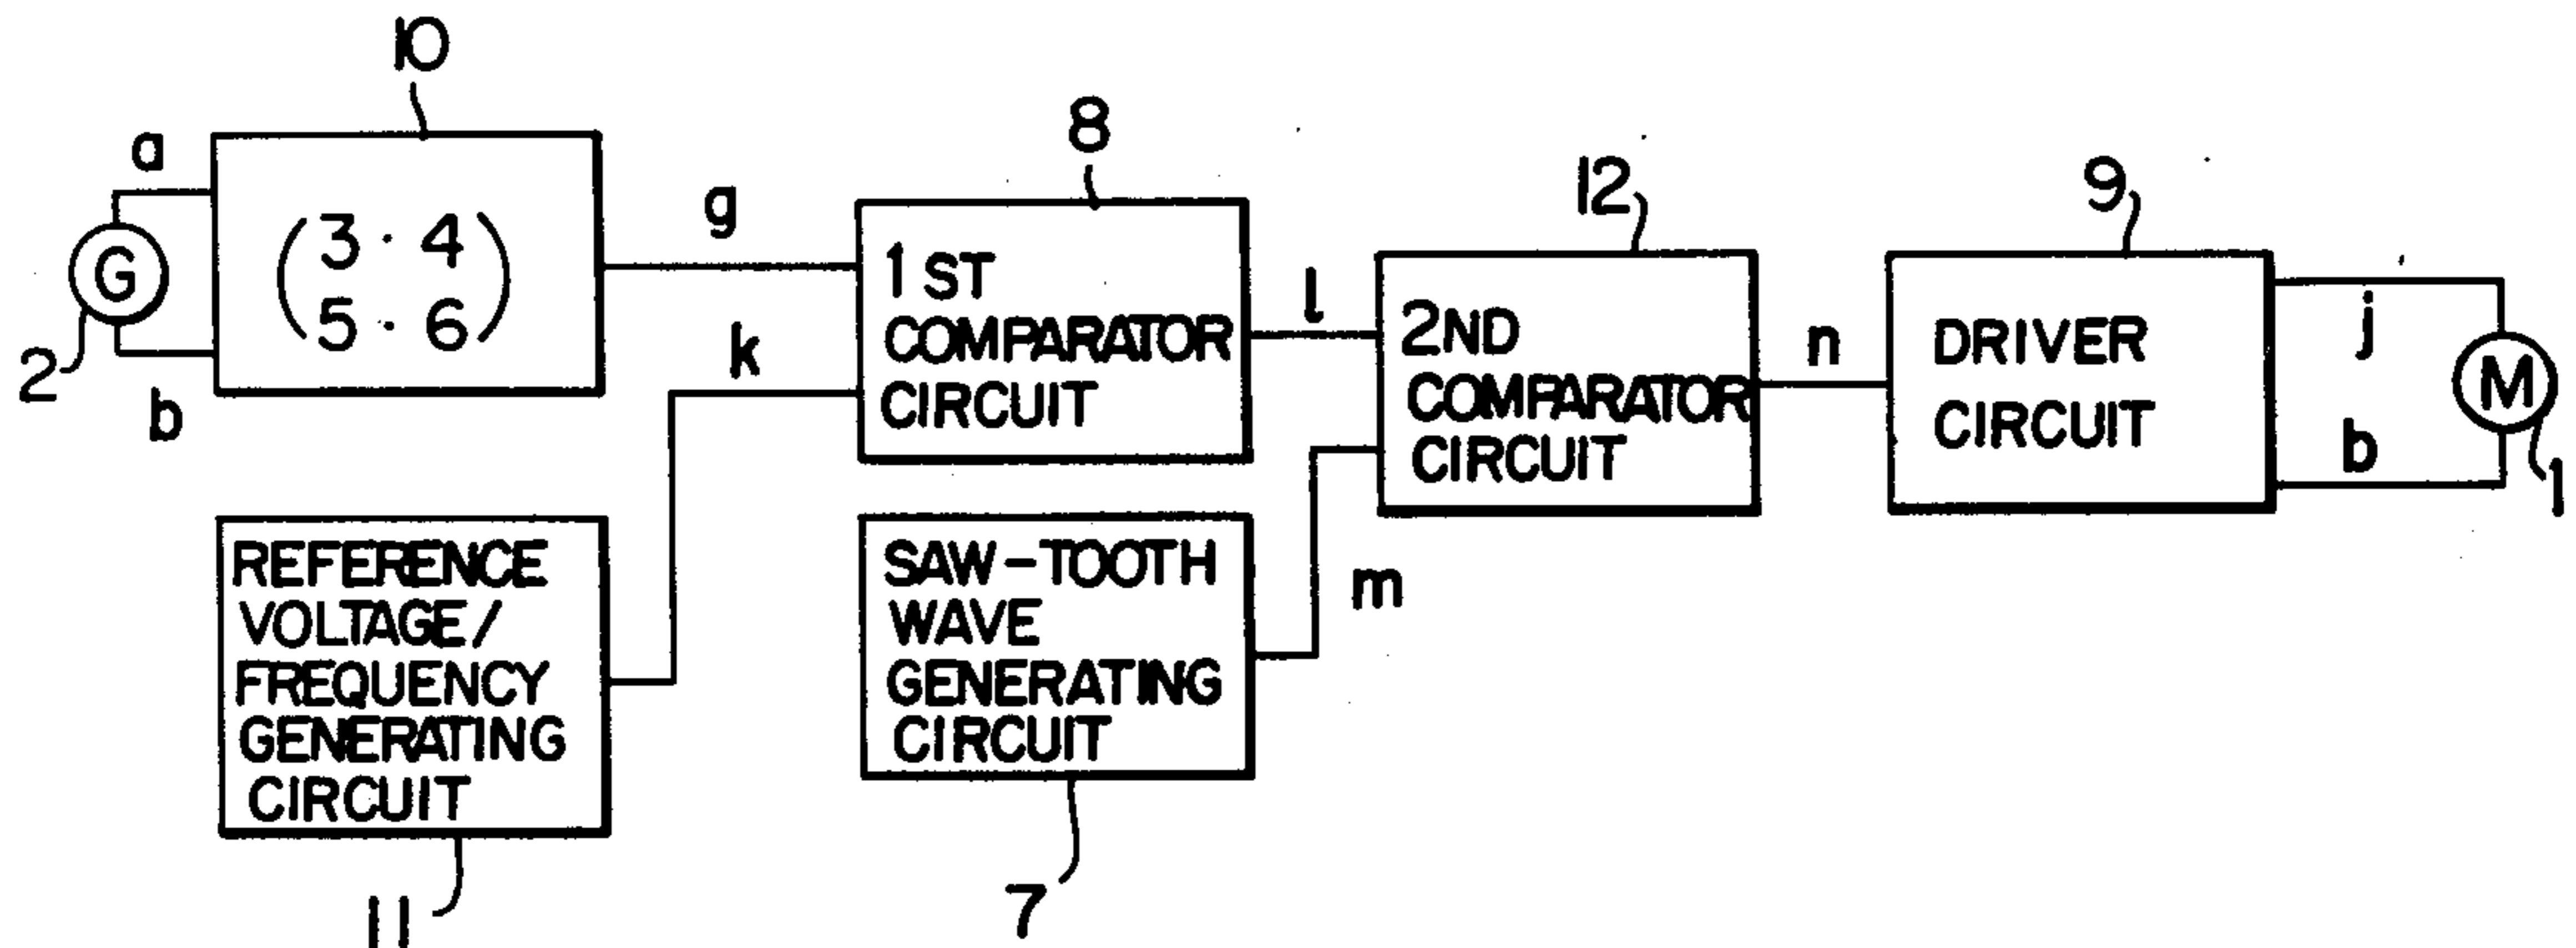 10
a
G
2
b
(3 · 4
5 · 6)
g
k
8
1ST
COMPARATOR
CIRCUIT
l
m
12
2ND
COMPARATOR
CIRCUIT
n
9
DRIVER
CIRCUIT
j
M
b
1
REFERENCE
VOLTAGE/
FREQUENCY
GENERATING
CIRCUIT
11
SAW-TOOTH
WAVE
GENERATING
CIRCUIT
7